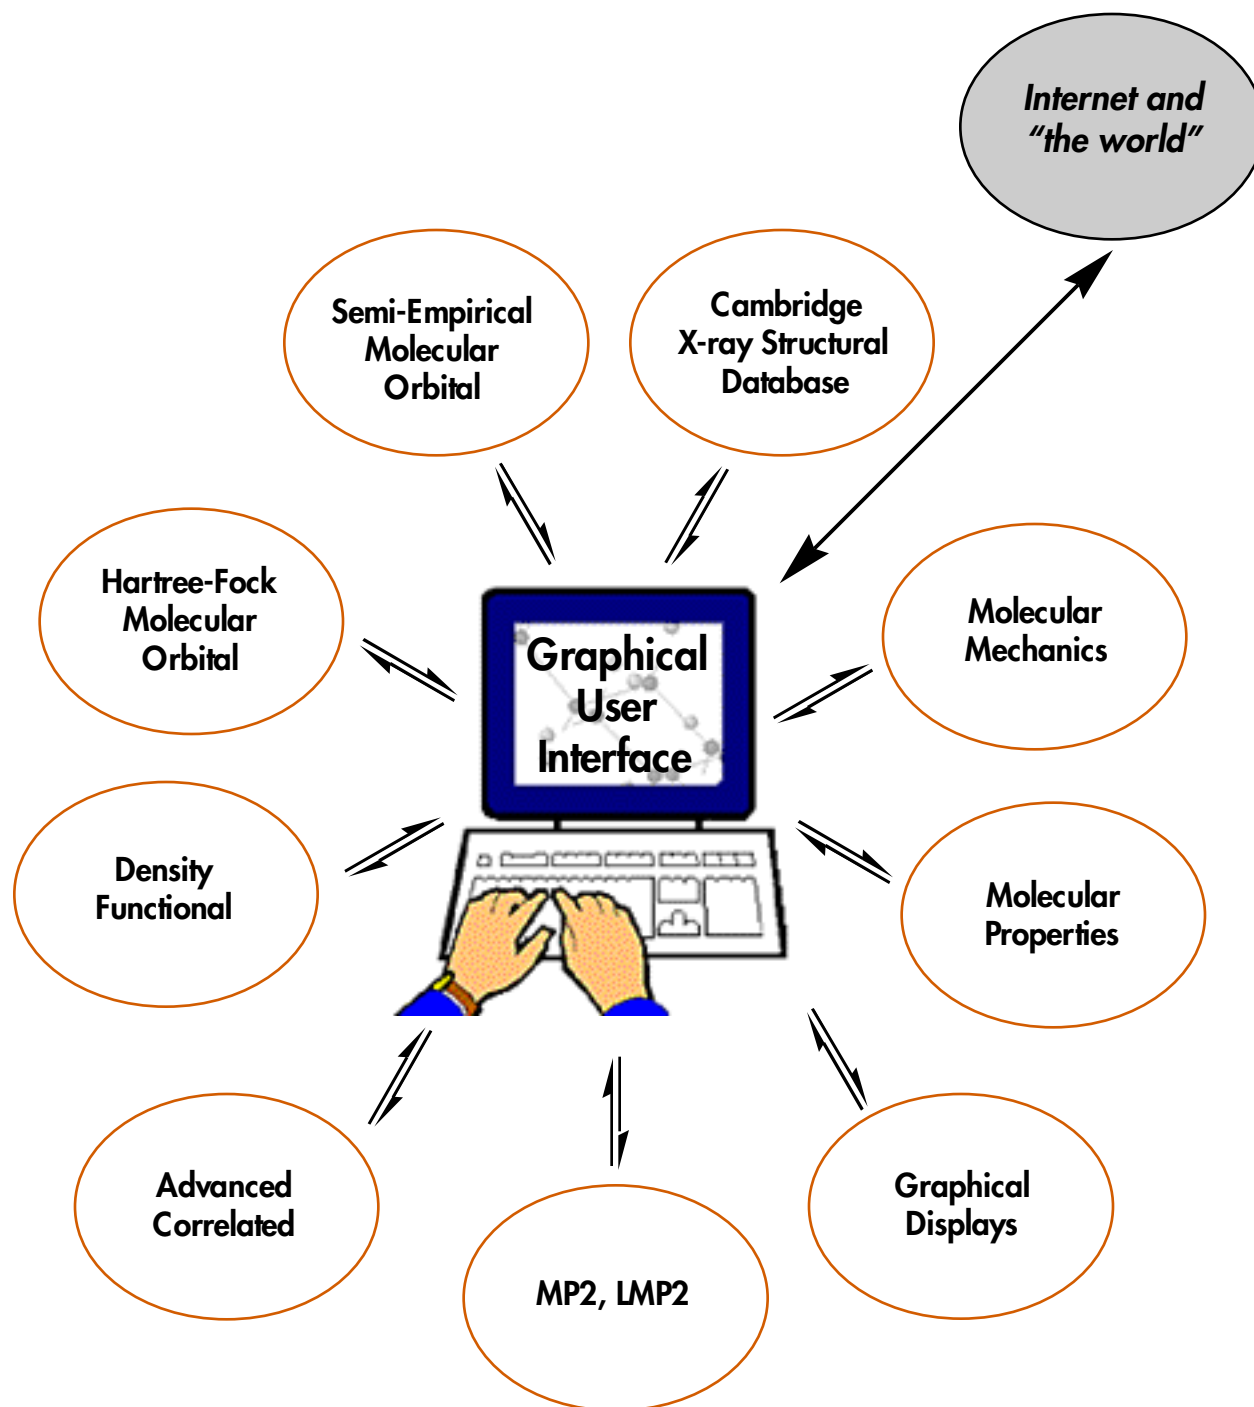 Internet and
“the world”
Semi-Empirical
Molecular
Orbital
Cambridge
X-ray Structural
Database
Hartree-Fock
Molecular
Orbital
Graphical
User
Interface
Molecular
Mechanics
Density
Functional
Molecular
Properties
Advanced
Correlated
MP2, LMP2
Graphical
Displays